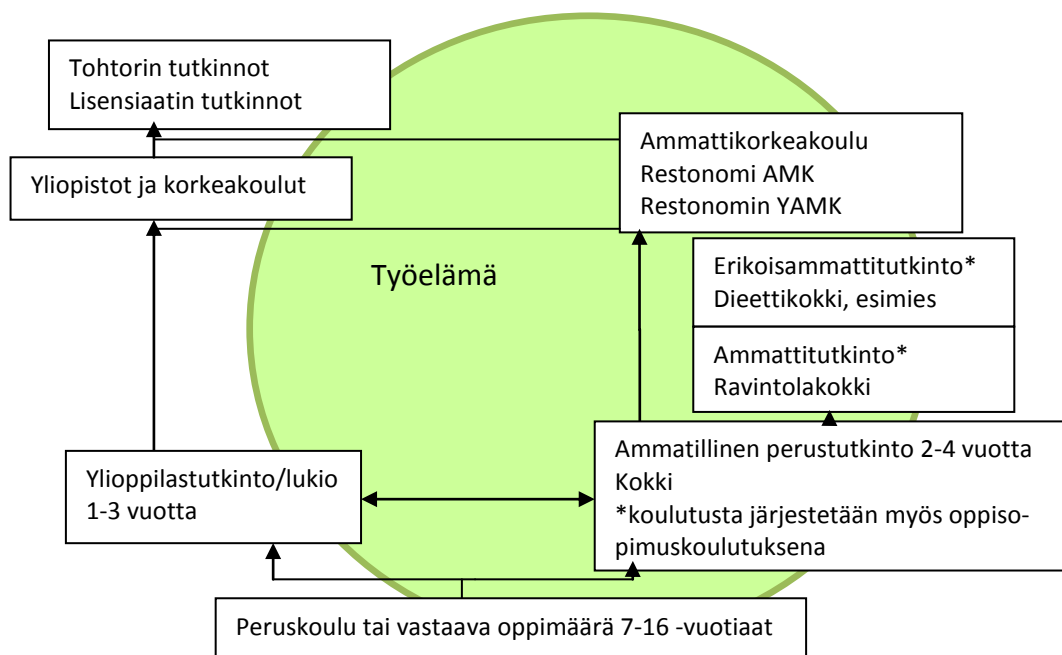 Tohtorin tutkinnot
Lisensiaatin tutkinnot
Yliopistot ja korkeakoulut
Ammattikorkeakoulu
Restonomi AMK
Restonomin YAMK
Työelämä
Erikoisammattitutkinto*
Dieettikokki, esimies
Ammattitutkinto*
Ravintolakokki
Ylioppilastutkinto/lukio
1-3 vuotta
Ammatillinen perustutkinto 2-4 vuotta
Kokki
*koulutusta järjestetään myös oppiso-
pimuskoulutuksena
Peruskoulu tai vastaava oppimäärä 7-16 -vuotiaat